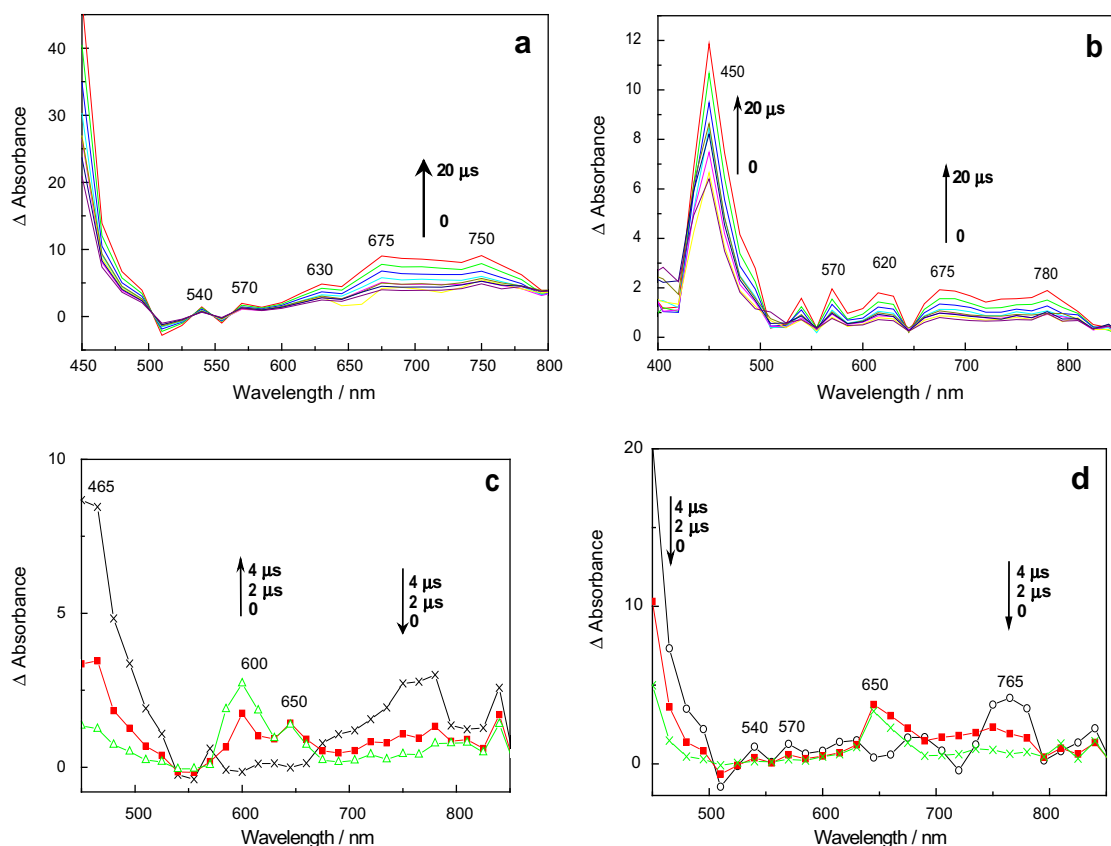 a
40
30
20
10
0
Δ Absorbance
20 μs
0
540
570
630
675
750
450 500 550 600 650 700 750 800
Wavelength / nm
b
12
10
8
6
4
2
0
Δ Absorbance
450
20 μs
0
20 μs
0
570
620
675
780
400 500 600 700 800
Wavelength / nm
c
10
5
0
Δ Absorbance
465
4 μs
2 μs
0
4 μs
2 μs
0
600
650
500 600 700 800
Wavelength / nm
d
20
10
0
Δ Absorbance
4 μs
2 μs
0
4 μs
2 μs
0
540
570
650
765
500 600 700 800
Wavelength / nm